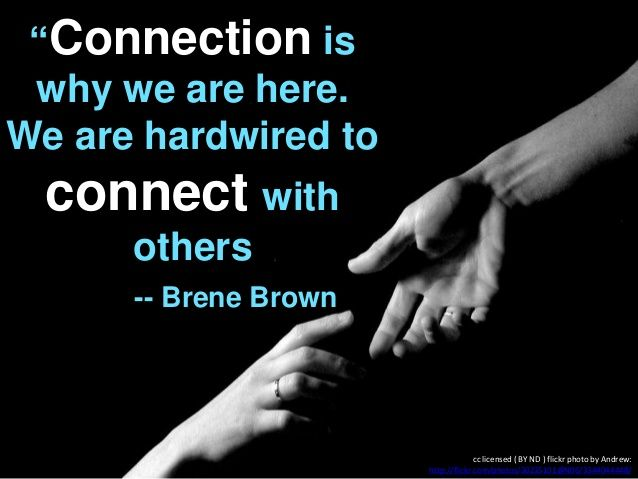 “Connection is
why we are here.
We are hardwired to
connect with
others
-- Brene Brown
cc licensed ( BY ND ) flickr photo by Andrew: